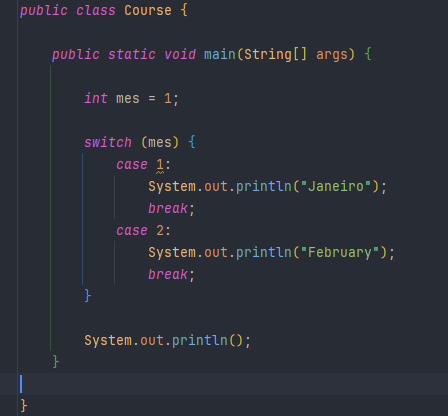 public class Course {
public static void main(String[] args) {
int mes = 1;
switch (mes) {
case 1:
System.out.println("Janeiro");
break;
case 2:
System.out.println("February");
break;
}
System.out.println();
}
}